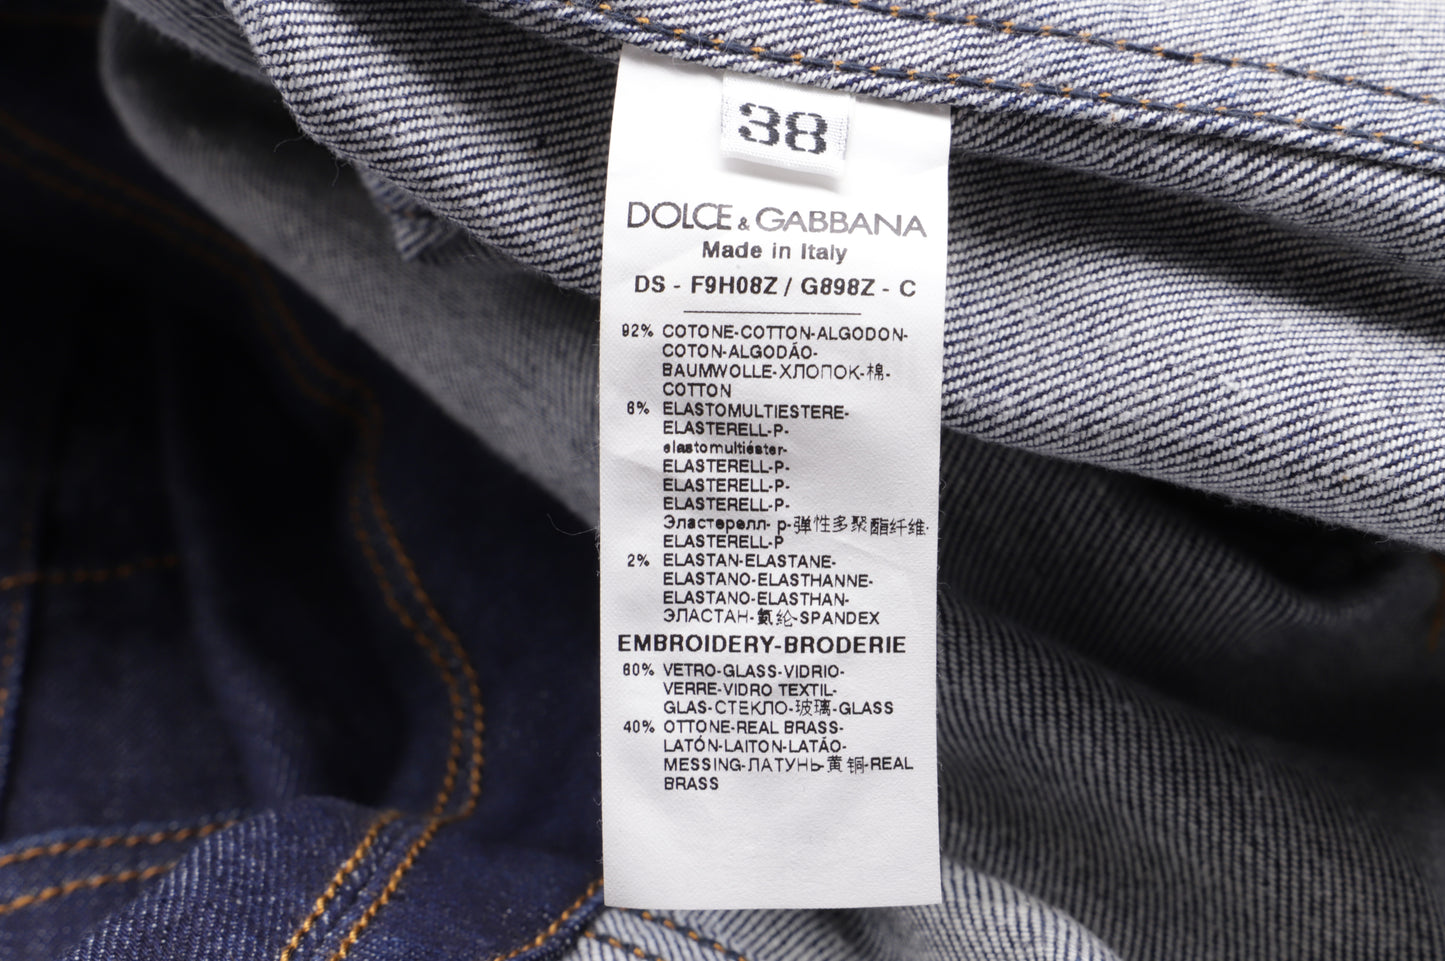 38
DOLCE & GABBANA
Made in Italy
DS - F9H08Z / G898Z - C
92% COTONE-COTTON-ALGODON-
COTON-ALGODÃO-
BAUMWOLLE-ХЛОПОК-棉-
COTTON
6% ELASTOMULTIESTERE-
ELASTERELL-P-
elastomultiéster-
ELASTERELL-P-
ELASTERELL-P-
ELASTERELL-P-
Эластерелл- p-弹性多聚酯纤维-
ELASTERELL-P
2% ELASTAN-ELASTANE-
ELASTANO-ELASTHANNE-
ELASTANO-ELASTHAN-
ЭЛАСТАН-氨纶-SPANDEX
EMBROIDERY-BRODERIE
60% VETRO-GLASS-VIDRIO-
VERRE-VIDRO TEXTIL-
GLAS-СТЕКЛО-玻璃-GLASS
40% OTTONE-REAL BRASS-
LATÓN-LAITON-LATÃO-
MESSING-ЛАТУНЬ-黄铜-REAL
BRASS